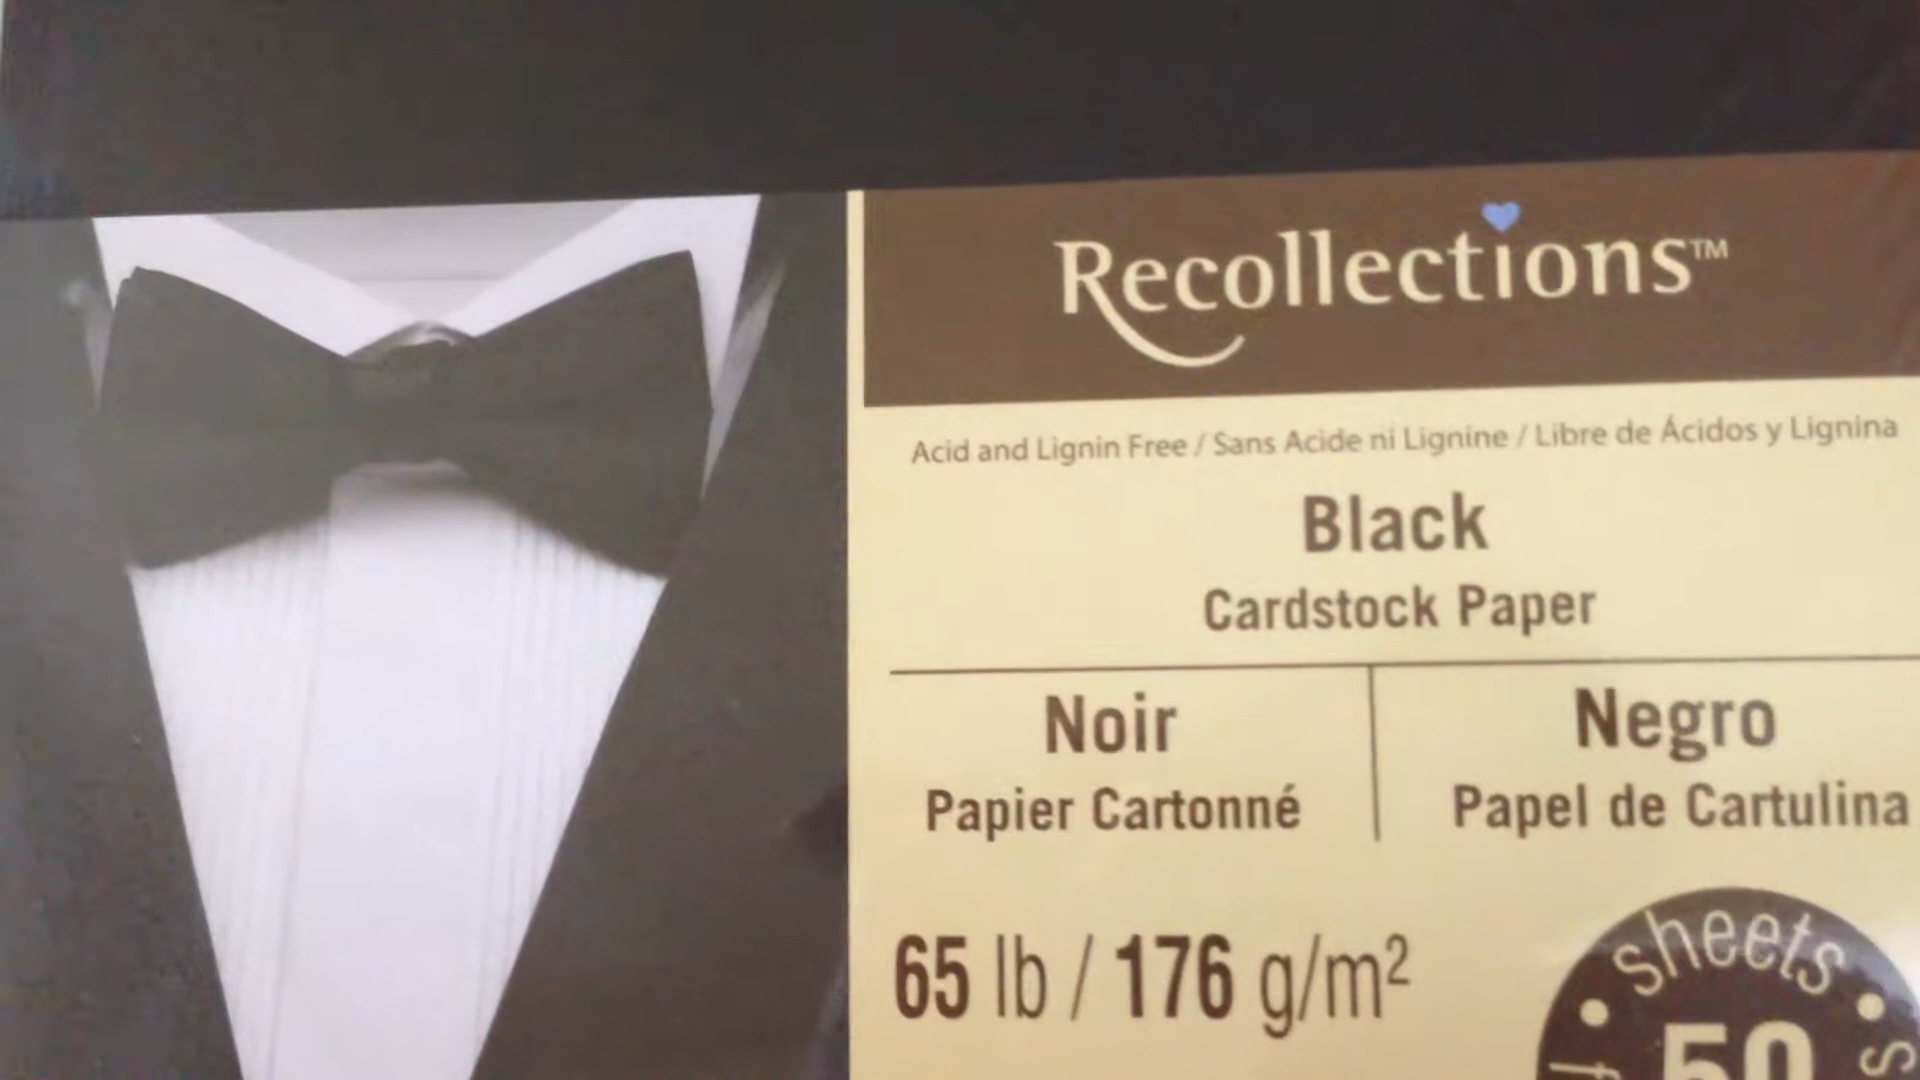 Recollections™
Acid and Lignin Free / Sans Acide ni Lignine / Libre de Ácidos y Lignina
Black
Cardstock Paper
Noir
Papier Cartonné
Negro
Papel de Cartulina
65 lb / 176 g/m²
sheets
50